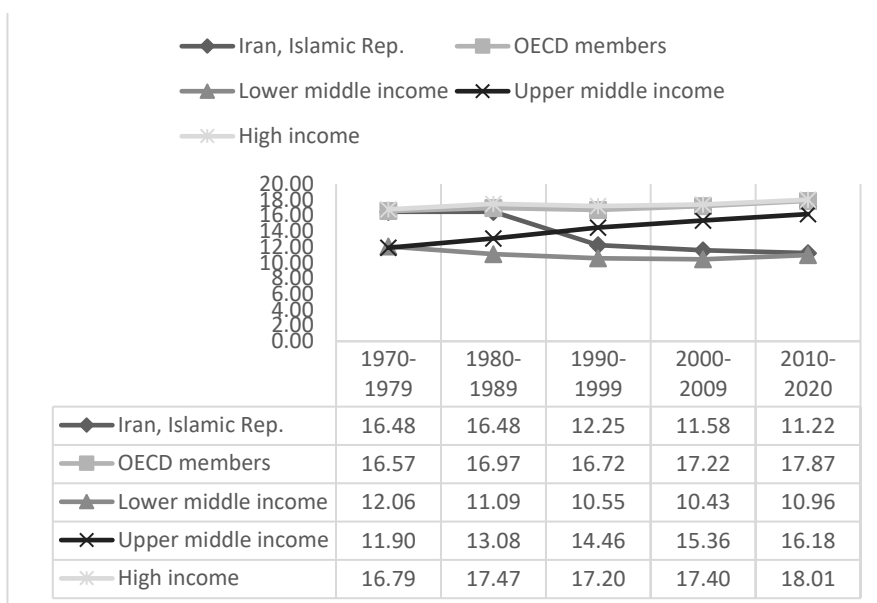 Iran, Islamic Rep. OECD members
Lower middle income Upper middle income
High income
20.00
18.00
16.00
14.00
12.00
10.00
8.00
6.00
4.00
2.00
0.00
1970- 1980- 1990- 2000- 2010-
1979 1989 1999 2009 2020
Iran, Islamic Rep. 16.48 16.48 12.25 11.58 11.22
OECD members 16.57 16.97 16.72 17.22 17.87
Lower middle income 12.06 11.09 10.55 10.43 10.96
Upper middle income 11.90 13.08 14.46 15.36 16.18
High income 16.79 17.47 17.20 17.40 18.01